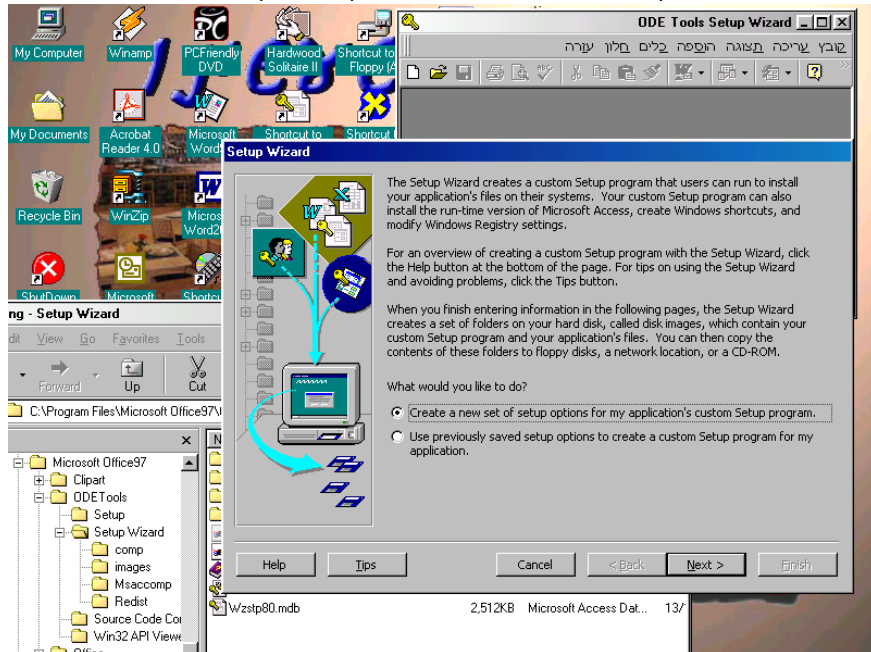 My Computer
Winamp
PCFriendly
DVD
Hardwood
Solitaire II
Shortcut to
Floppy (A
My Documents
Acrobat
Reader 4.0
Microsoft
Word
Shortcut to
Shortcut
Recycle Bin
WinZip
Micros
Word2
ShutDown
Microsoft
Shortcu
ODE Tools Setup Wizard
קובץ עריכה תצוגה הוספה כלים חלון עזרה
Setup Wizard
The Setup Wizard creates a custom Setup program that users can run to install
your application's files on their systems. Your custom Setup program can also
install the run-time version of Microsoft Access, create Windows shortcuts, and
modify Windows Registry settings.
For an overview of creating a custom Setup program with the Setup Wizard, click
the Help button at the bottom of the page. For tips on using the Setup Wizard
and avoiding problems, click the Tips button.
When you finish entering information in the following pages, the Setup Wizard
creates a set of folders on your hard disk, called disk images, which contain your
custom Setup program and your application's files. You can then copy the
contents of these folders to floppy disks, a network location, or a CD-ROM.
What would you like to do?
Create a new set of setup options for my application's custom Setup program.
Use previously saved setup options to create a custom Setup program for my
application.
Help
Tips
Cancel
< Back
Next >
Finish
ng - Setup Wizard
dit View Go Favorites Tools
Forward
Up
Cut
C:\Program Files\Microsoft Office97\
N
Microsoft Office97
Clipart
ODETools
Setup
Setup Wizard
comp
images
Msaccomp
Redist
Source Code Co
Win32 API Viewe
Office
Wzstp80.mdb 2,512KB Microsoft Access Dat... 13/